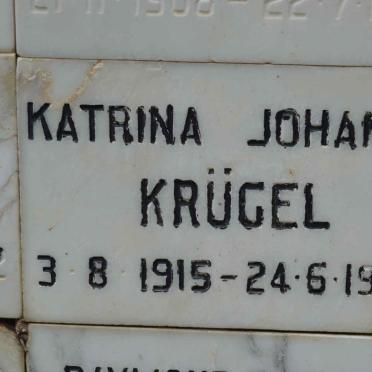 KATRINA JOHAN
KRÜGEL
3 8 1915-24·6·19